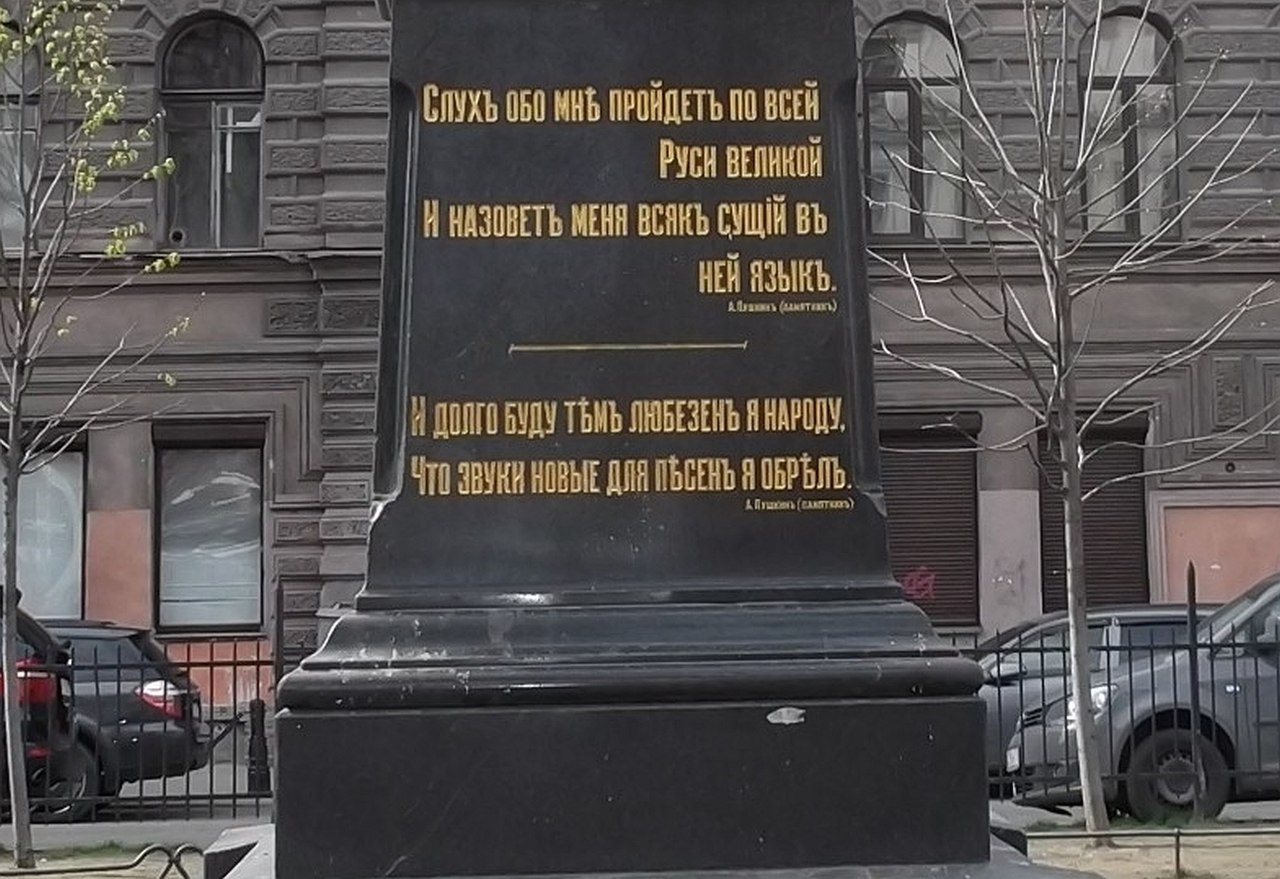 Слухъ обо мнѣ пройдетъ по всей
Руси великой
И назоветъ меня всякъ сущій въ
ней языкъ.
А. Пушкинъ (памятникъ)
И долго буду тѣмъ любезенъ я народу,
Что звуки новые для пѣсенъ я обрѣлъ.
А. Пушкинъ (памятникъ)